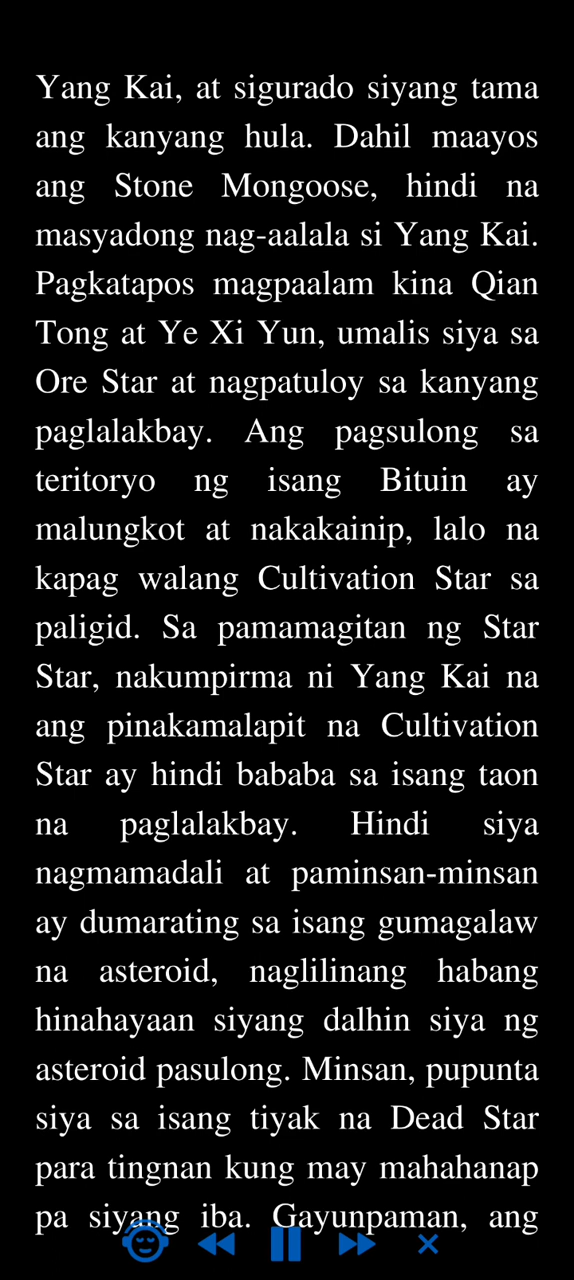 Yang Kai, at sigurado siyang tama
ang kanyang hula. Dahil maayos
ang Stone Mongoose, hindi na
masyadong nag-aalala si Yang Kai.
Pagkatapos magpaalam kina Qian
Tong at Ye Xi Yun, umalis siya sa
Ore Star at nagpatuloy sa kanyang
paglalakbay. Ang pagsulong sa
teritoryo ng isang Bituin ay
malungkot at nakakainip, lalo na
kapag walang Cultivation Star sa
paligid. Sa pamamagitan ng Star
Star, nakumpirma ni Yang Kai na
ang pinakamalapit na Cultivation
Star ay hindi bababa sa isang taon
na paglalakbay. Hindi siya
nagmamadali at paminsan-minsan
ay dumarating sa isang gumagalaw
na asteroid, naglilinang habang
hinahayaan siyang dalhin siya ng
asteroid pasulong. Minsan, pupunta
siya sa isang tiyak na Dead Star
para tingnan kung may mahahanap
pa siyang iba. Gayunpaman, ang